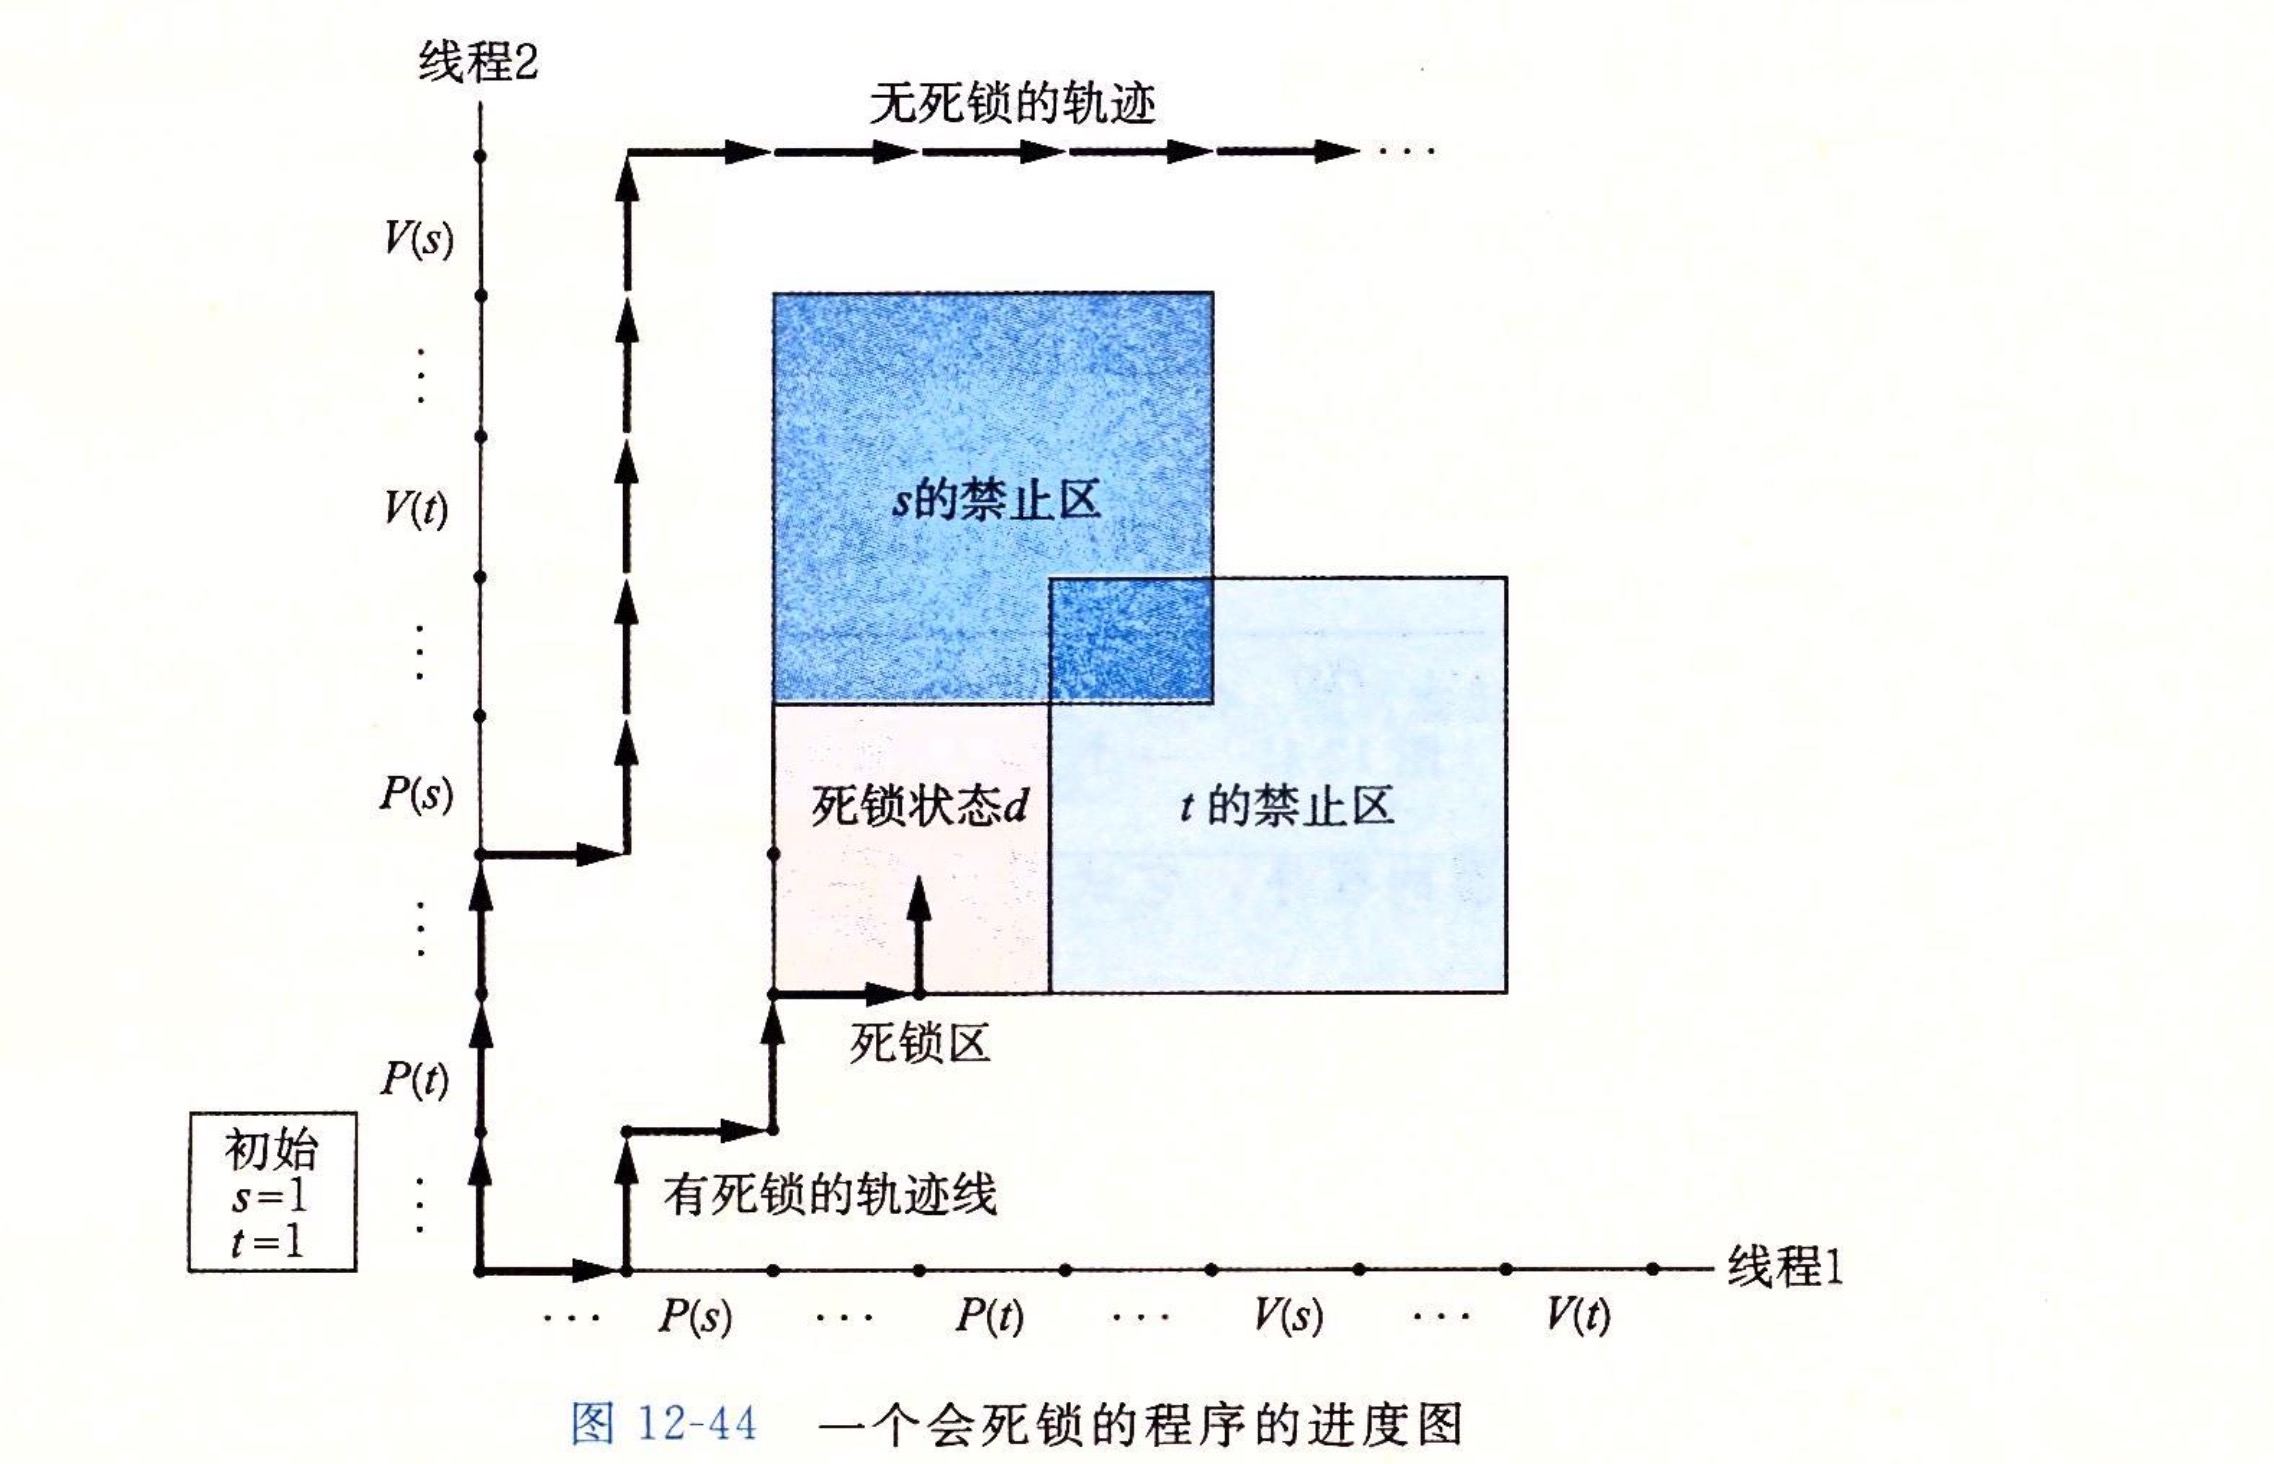 线程2
无死锁的轨迹
···
V(s)
⋮
s的禁止区
V(t)
⋮
P(s)
死锁状态d
t 的禁止区
⋮
死锁区
P(t)
初始
s=1
t=1
有死锁的轨迹线
⋮
线程1
··· P(s) ··· P(t) ··· V(s) ··· V(t)
图 12-44 一个会死锁的程序的进度图